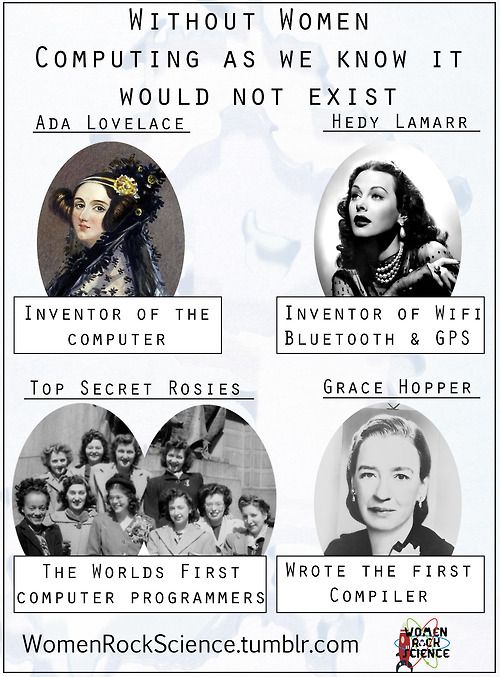 Without Women
Computing as we know it
would not exist
Ada Lovelace
Hedy Lamarr
Inventor of the
computer
Inventor of Wifi
Bluetooth & GPS
Top Secret Rosies
Grace Hopper
The Worlds First
computer programmers
Wrote the first
Compiler
WomenRockScience.tumblr.com
WOMEN
ROCK
SCIENCE